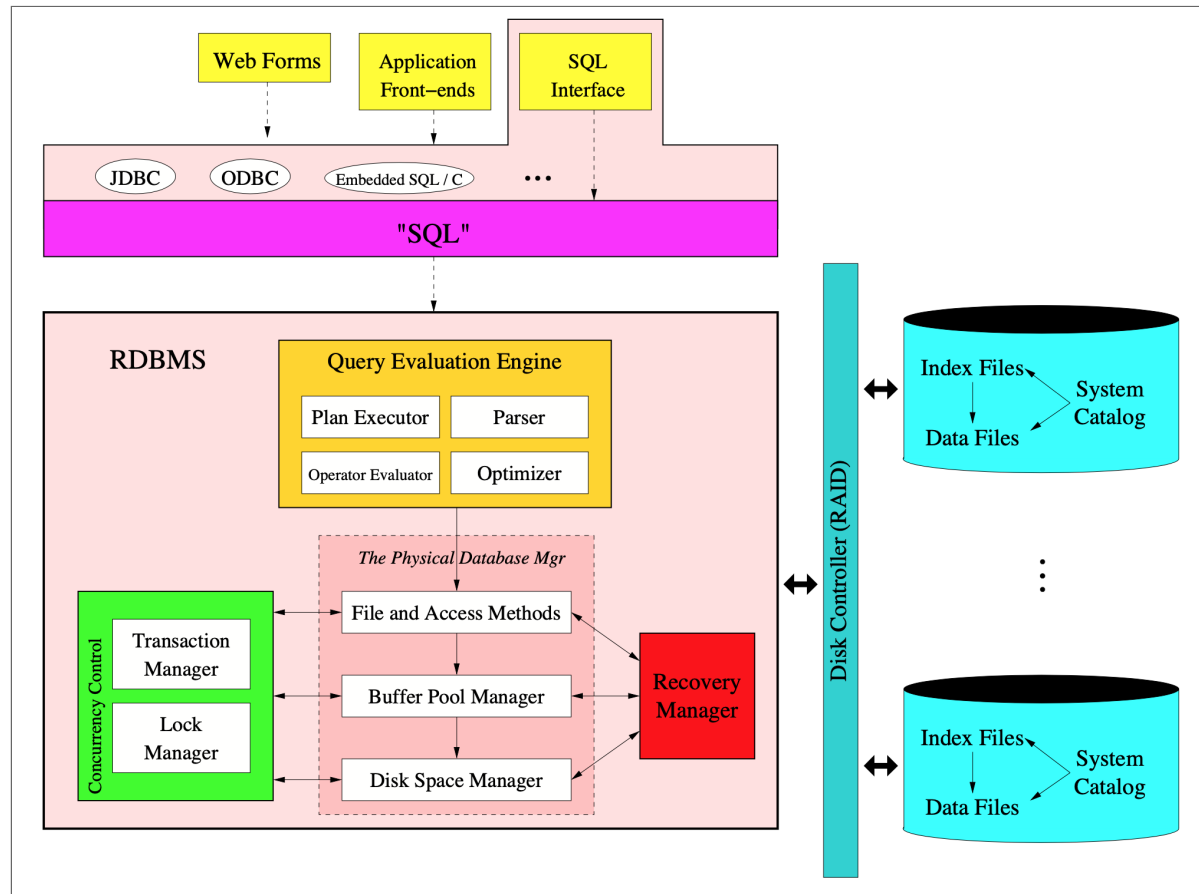 Web Forms
Application
Front-ends
SQL
Interface
JDBC
ODBC
Embedded SQL / C
...
"SQL"
RDBMS
Query Evaluation Engine
Plan Executor
Parser
Operator Evaluator
Optimizer
The Physical Database Mgr
File and Access Methods
Buffer Pool Manager
Disk Space Manager
Concurrency Control
Transaction
Manager
Lock
Manager
Recovery
Manager
Disk Controller (RAID)
Index Files
Data Files
System
Catalog
Index Files
Data Files
System
Catalog